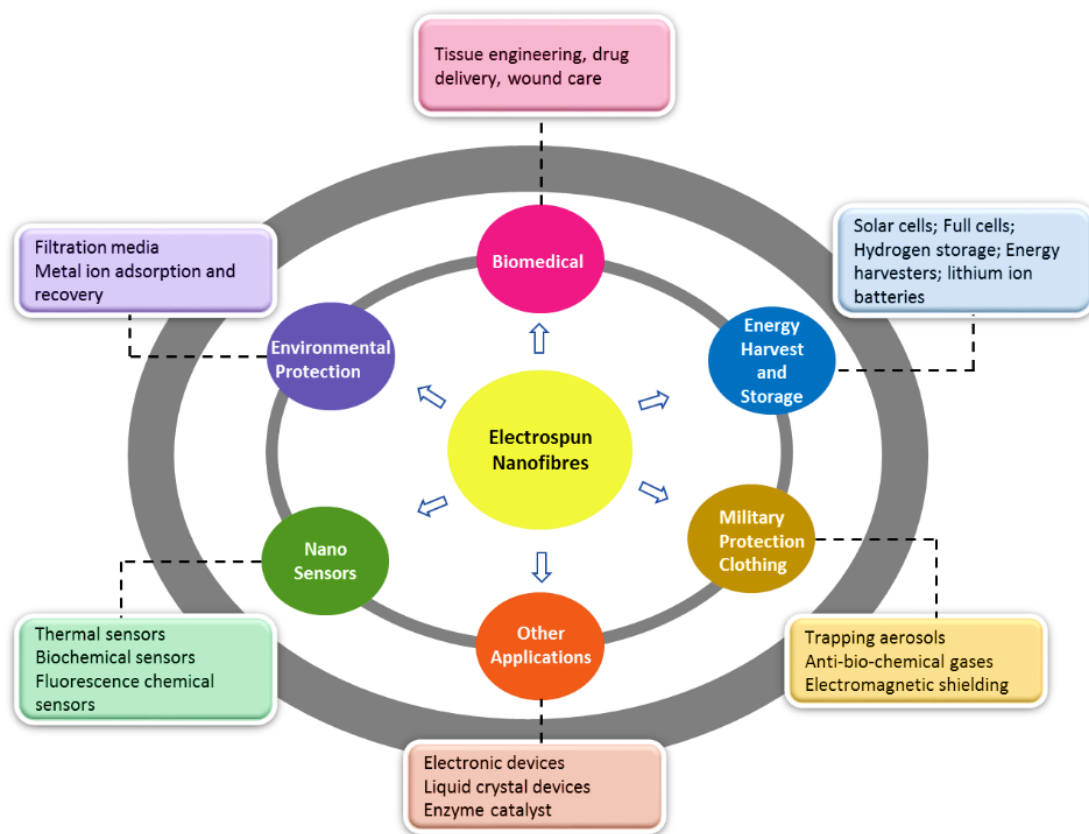 Tissue engineering, drug
delivery, wound care
Filtration media
Metal ion adsorption and
recovery
Solar cells; Full cells;
Hydrogen storage; Energy
harvesters; lithium ion
batteries
Biomedical
Environmental
Protection
Energy
Harvest
and
Storage
Electrospun
Nanofibres
Nano
Sensors
Military
Protection
Clothing
Other
Applications
Thermal sensors
Biochemical sensors
Fluorescence chemical
sensors
Trapping aerosols
Anti-bio-chemical gases
Electromagnetic shielding
Electronic devices
Liquid crystal devices
Enzyme catalyst